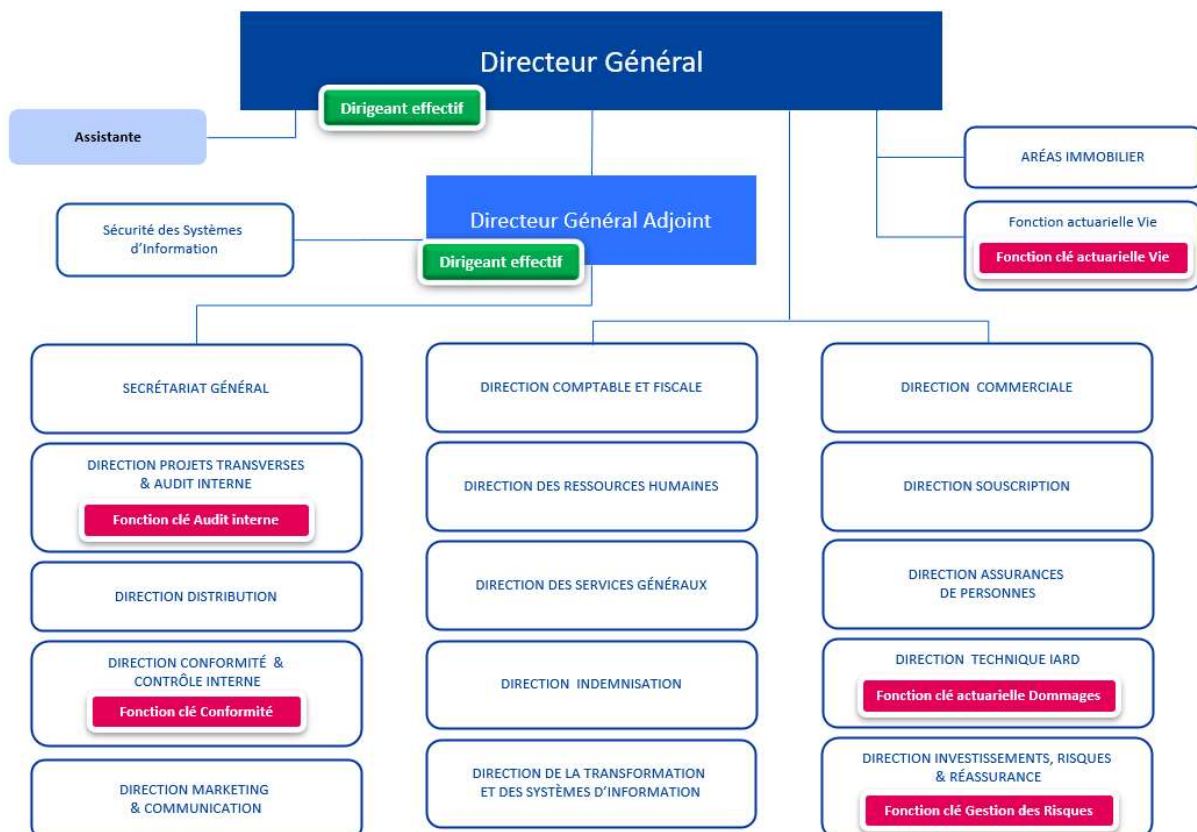 Directeur Général
Dirigeant effectif
Assistante
ARÉAS IMMOBILIER
Sécurité des Systèmes
d'Information
Directeur Général Adjoint
Dirigeant effectif
Fonction actuarielle Vie
Fonction clé actuarielle Vie
SECRÉTARIAT GÉNÉRAL
DIRECTION COMPTABLE ET FISCALE
DIRECTION COMMERCIALE
DIRECTION PROJETS TRANSVERSES
& AUDIT INTERNE
Fonction clé Audit interne
DIRECTION DES RESSOURCES HUMAINES
DIRECTION SOUSCRIPTION
DIRECTION DISTRIBUTION
DIRECTION DES SERVICES GÉNÉRAUX
DIRECTION ASSURANCES
DE PERSONNES
DIRECTION CONFORMITÉ &
CONTRÔLE INTERNE
Fonction clé Conformité
DIRECTION INDEMNISATION
DIRECTION TECHNIQUE IARD
Fonction clé actuarielle Dommages
DIRECTION MARKETING
& COMMUNICATION
DIRECTION DE LA TRANSFORMATION
ET DES SYSTÈMES D'INFORMATION
DIRECTION INVESTISSEMENTS, RISQUES
& RÉASSURANCE
Fonction clé Gestion des Risques